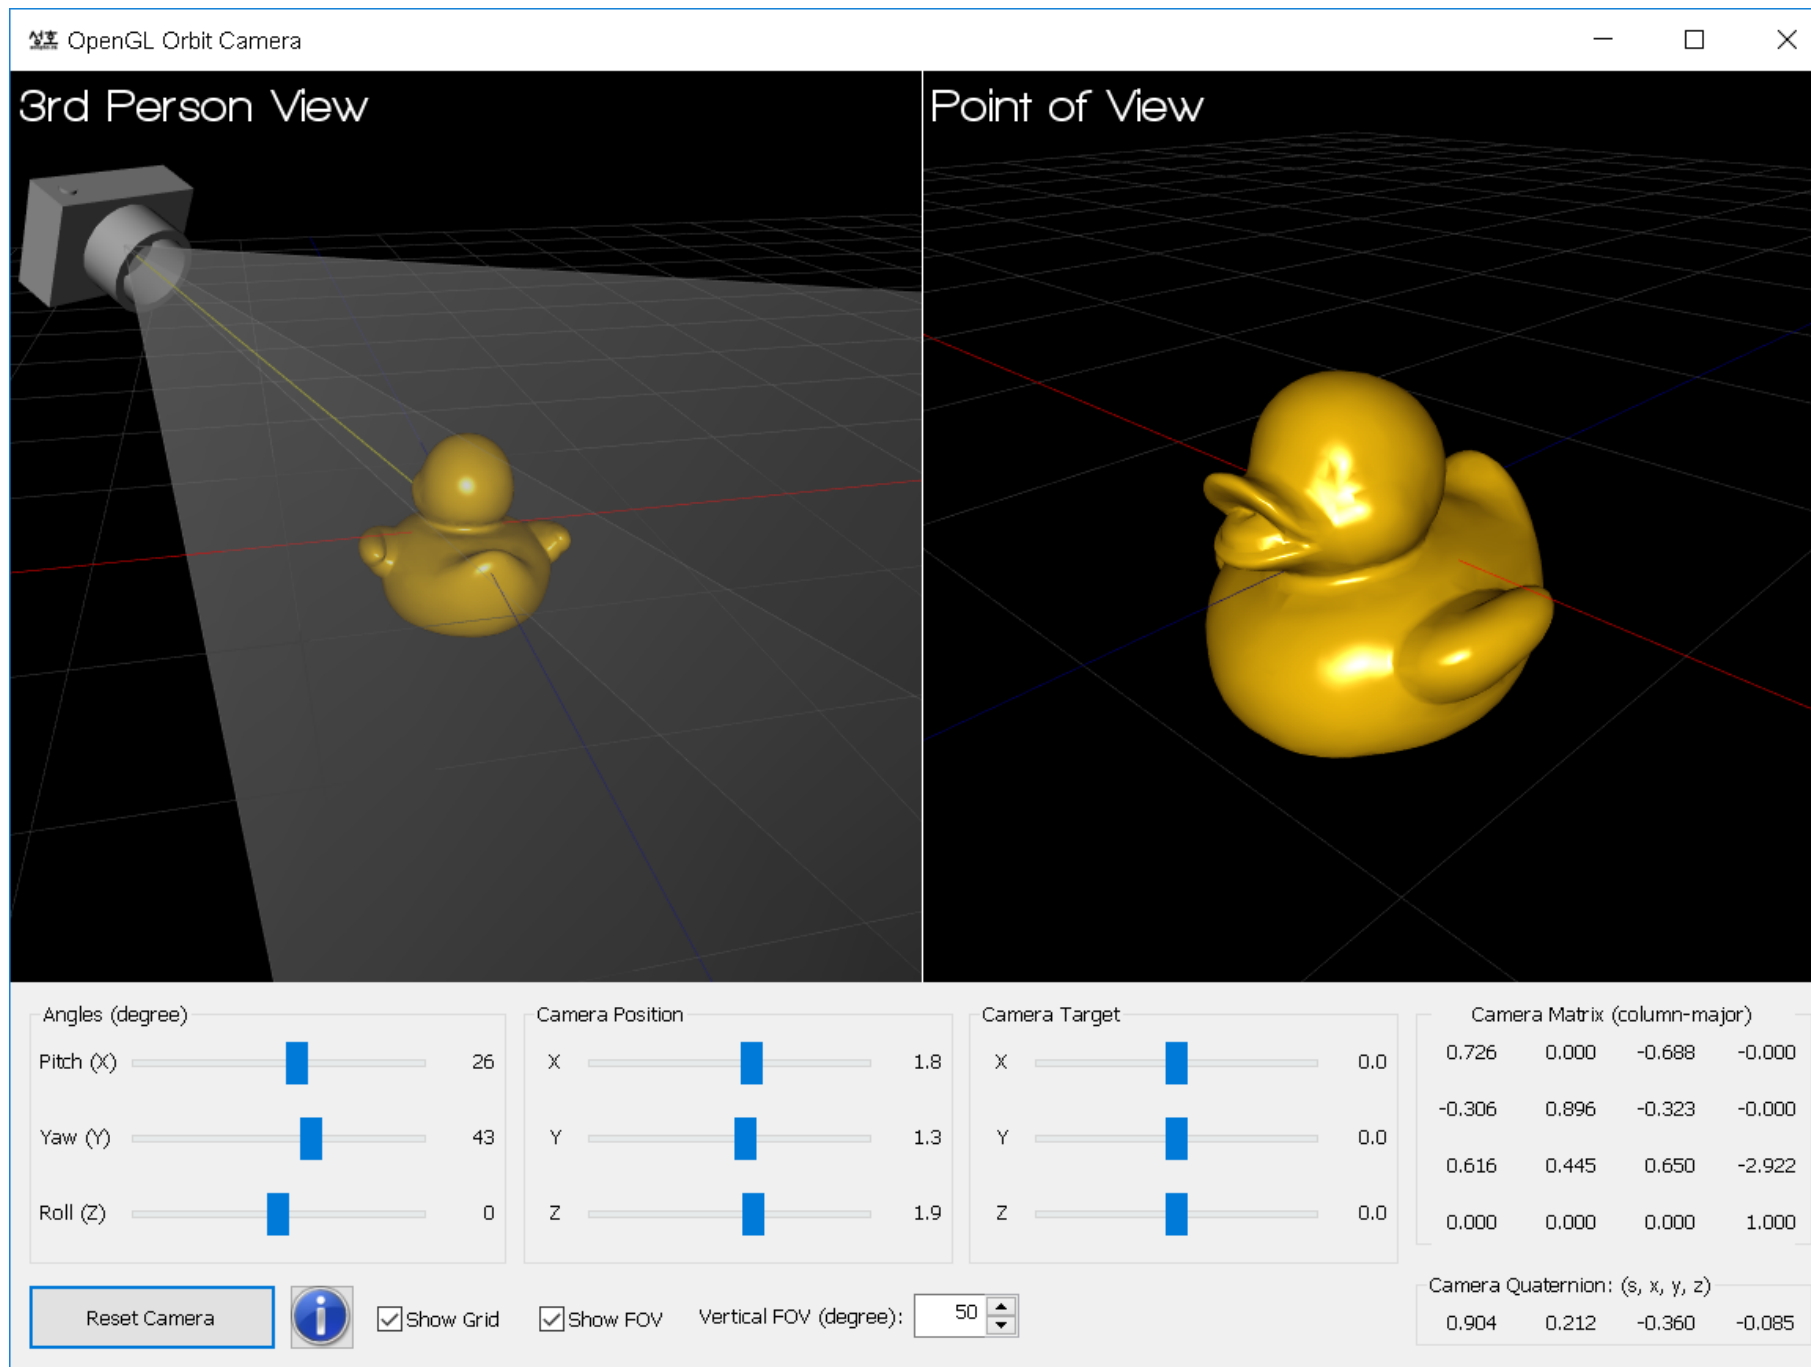 성호 OpenGL Orbit Camera
3rd Person View
Point of View
Angles (degree)
Pitch (X) 26
Yaw (Y) 43
Roll (Z) 0
Camera Position
X 1.8
Y 1.3
Z 1.9
Camera Target
X 0.0
Y 0.0
Z 0.0
Camera Matrix (column-major)
0.726 0.000 -0.688 -0.000
-0.306 0.896 -0.323 -0.000
0.616 0.445 0.650 -2.922
0.000 0.000 0.000 1.000
Reset Camera
i
Show Grid
Show FOV
Vertical FOV (degree): 50
Camera Quaternion: (s, x, y, z)
0.904 0.212 -0.360 -0.085